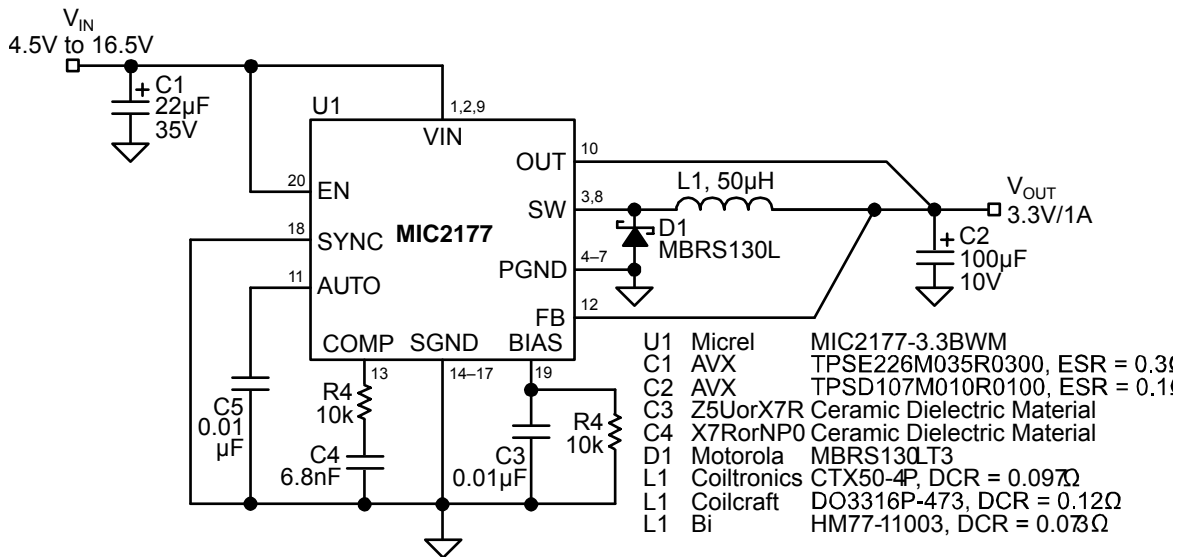 V_IN
4.5V to 16.5V
+ C1
22µF
35V
U1
1,2,9
VIN
OUT
10
L1, 50µH
V_OUT
3.3V/1A
20
EN
SW
3,8
18
SYNC
MIC2177
D1
MBRS130L
+ C2
100µF
10V
PGND
4–7
11
AUTO
FB
12
COMP
SGND
BIAS
13
14–17
19
R4
10k
C5
0.01
µF
C4
6.8nF
C3
0.01µF
R4
10k
U1 Micrel MIC2177-3.3BWM
C1 AVX TPSE226M035R0300, ESR = 0.3Ω
C2 AVX TPSD107M010R0100, ESR = 0.1
C3 Z5UorX7R Ceramic Dielectric Material
C4 X7RorNP0 Ceramic Dielectric Material
D1 Motorola MBRS130LT3
L1 Coiltronics CTX50-4P, DCR = 0.097Ω
L1 Coilcraft DO3316P-473, DCR = 0.12Ω
L1 Bi HM77-11003, DCR = 0.073Ω